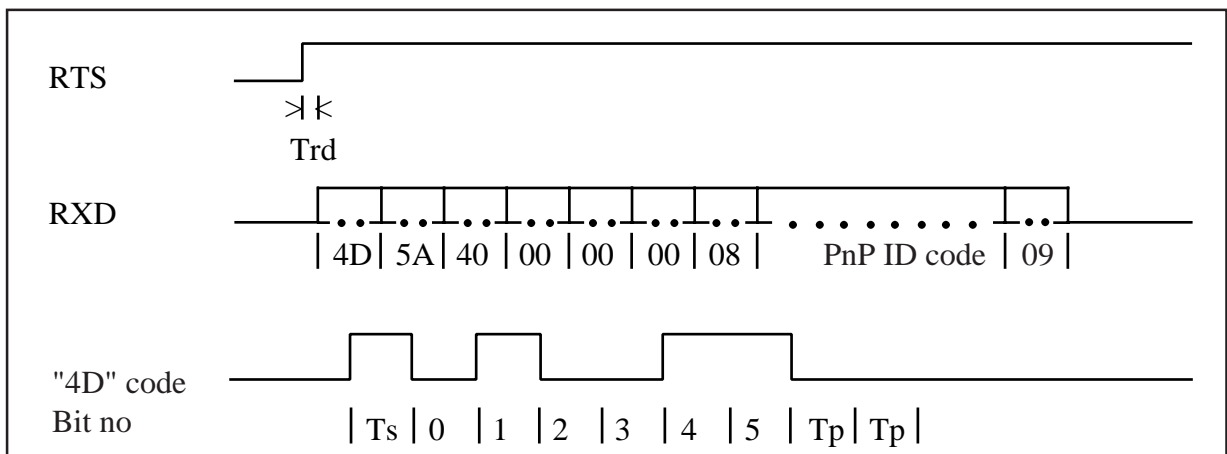 RTS
Trd
RXD
4D 5A 40 00 00 00 08 PnP ID code 09
"4D" code
Bit no
Ts 0 1 2 3 4 5 Tp Tp